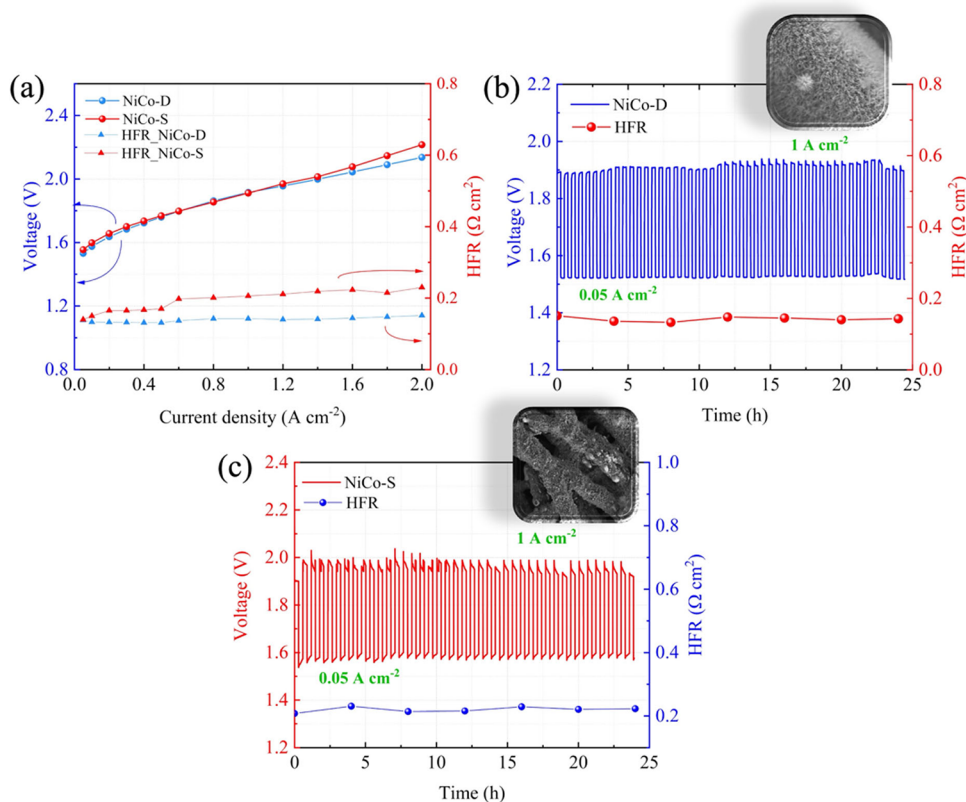 (a)
NiCo-D
NiCo-S
HFR_NiCo-D
HFR_NiCo-S
Voltage (V)
2.4
2.0
1.6
1.2
0.8
HFR (Ω cm²)
0.8
0.6
0.4
0.2
0.0
0.0 0.4 0.8 1.2 1.6 2.0
Current density (A cm⁻²)
(b)
NiCo-D
HFR
1 A cm⁻²
0.05 A cm⁻²
Voltage (V)
2.2
2.0
1.8
1.6
1.4
1.2
HFR (Ω cm²)
0.8
0.6
0.4
0.2
0.0
0 5 10 15 20 25
Time (h)
(c)
NiCo-S
HFR
1 A cm⁻²
0.05 A cm⁻²
Voltage (V)
2.4
2.2
2.0
1.8
1.6
1.4
1.2
HFR (Ω cm²)
1.0
0.8
0.6
0.4
0.2
0 5 10 15 20 25
Time (h)